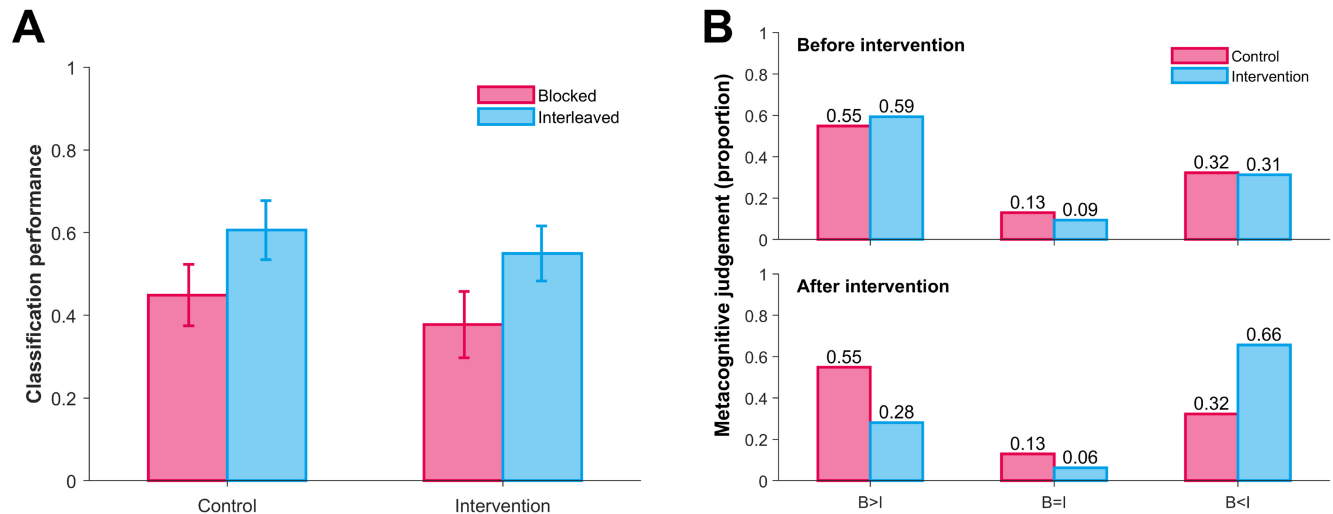 A
Classification performance
1
0.8
0.6
0.4
0.2
0
Blocked
Interleaved
Control
Intervention
B
Metacognitive judgement (proportion)
Before intervention
Control
Intervention
1
0.8
0.6
0.4
0.2
0
0.55
0.59
0.13
0.09
0.32
0.31
After intervention
1
0.8
0.6
0.4
0.2
0
0.55
0.28
0.13
0.06
0.32
0.66
B>I
B=I
B<I